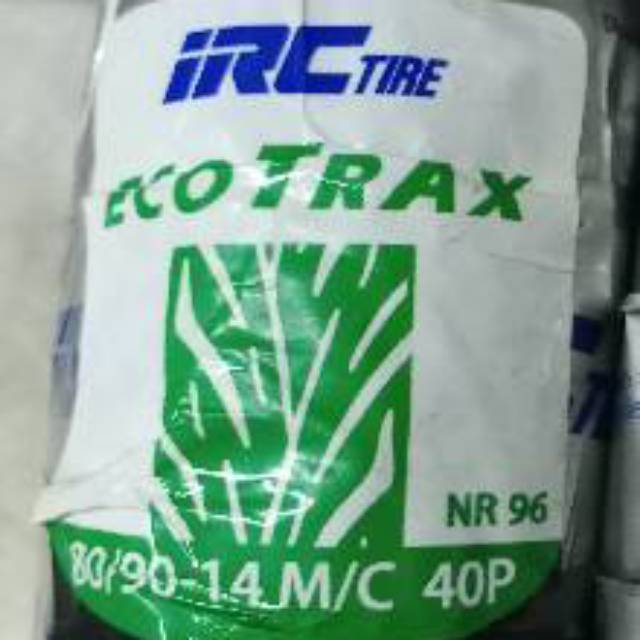 iRC TIRE
ECOTRAX
NR 96
80/90-14 M/C 40P